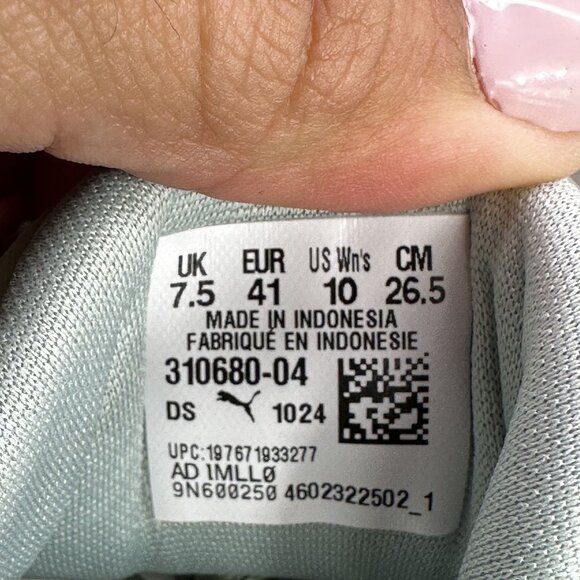 UK EUR US Wn's CM
7.5 41 10 26.5
MADE IN INDONESIA
FABRIQUÉ EN INDONESIE
310680-04
DS 1024
UPC:197671933277
AD 1MLLØ
9N600250 4602322502_1